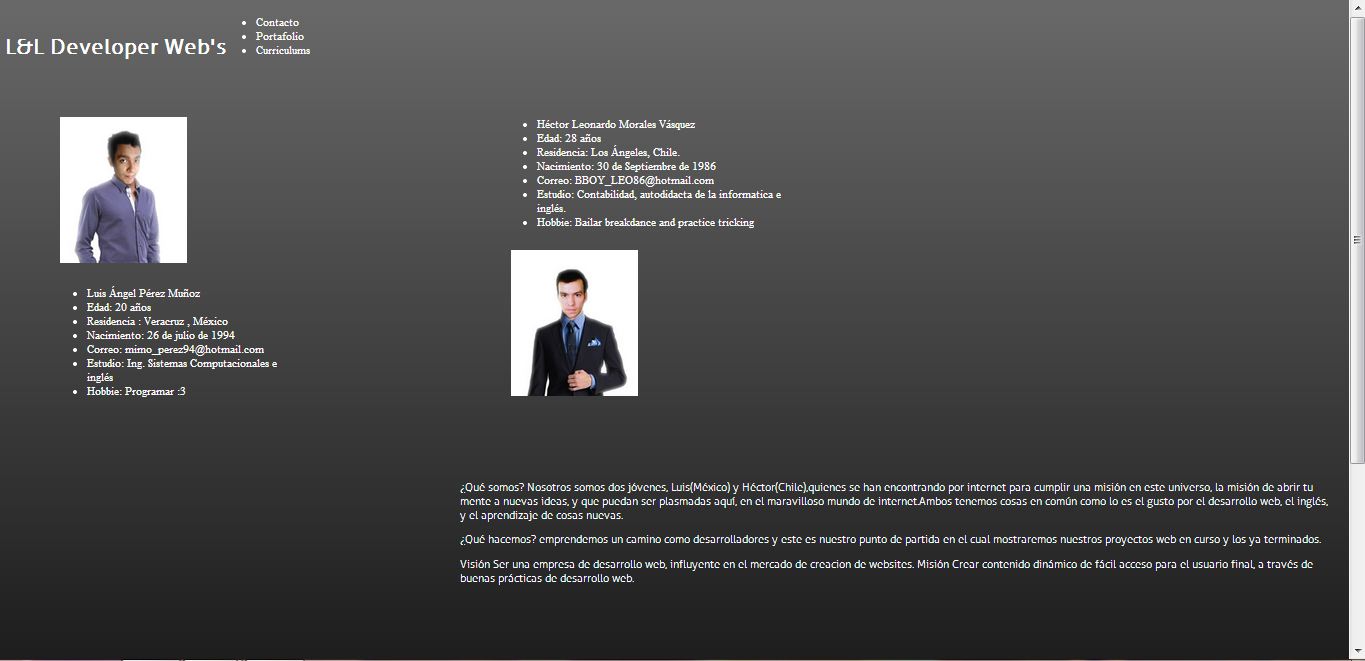 L&L Developer Web's
Contacto
Portafolio
Curriculums
Luis Ángel Pérez Muñoz
Edad: 20 años
Residencia : Veracruz , México
Nacimiento: 26 de julio de 1994
Correo: mimo_perez94@hotmail.com
Estudio: Ing. Sistemas Computacionales e
inglés
Hobbie: Programar :3
Héctor Leonardo Morales Vásquez
Edad: 28 años
Residencia: Los Ángeles, Chile.
Nacimiento: 30 de Septiembre de 1986
Correo: BBOY_LEO86@hotmail.com
Estudio: Contabilidad, autodidacta de la informatica e
inglés.
Hobbie: Bailar breakdance and practice tricking
¿Qué somos? Nosotros somos dos jóvenes, Luis(México) y Héctor(Chile),quienes se han encontrando por internet para cumplir una misión en este universo, la misión de abrir tu
mente a nuevas ideas, y que puedan ser plasmadas aquí, en el maravilloso mundo de internet.Ambos tenemos cosas en común como lo es el gusto por el desarrollo web, el inglés,
y el aprendizaje de cosas nuevas.
¿Qué hacemos? emprendemos un camino como desarrolladores y este es nuestro punto de partida en el cual mostraremos nuestros proyectos web en curso y los ya terminados.
Visión Ser una empresa de desarrollo web, influyente en el mercado de creacion de websites. Misión Crear contenido dinámico de fácil acceso para el usuario final, a través de
buenas prácticas de desarrollo web.